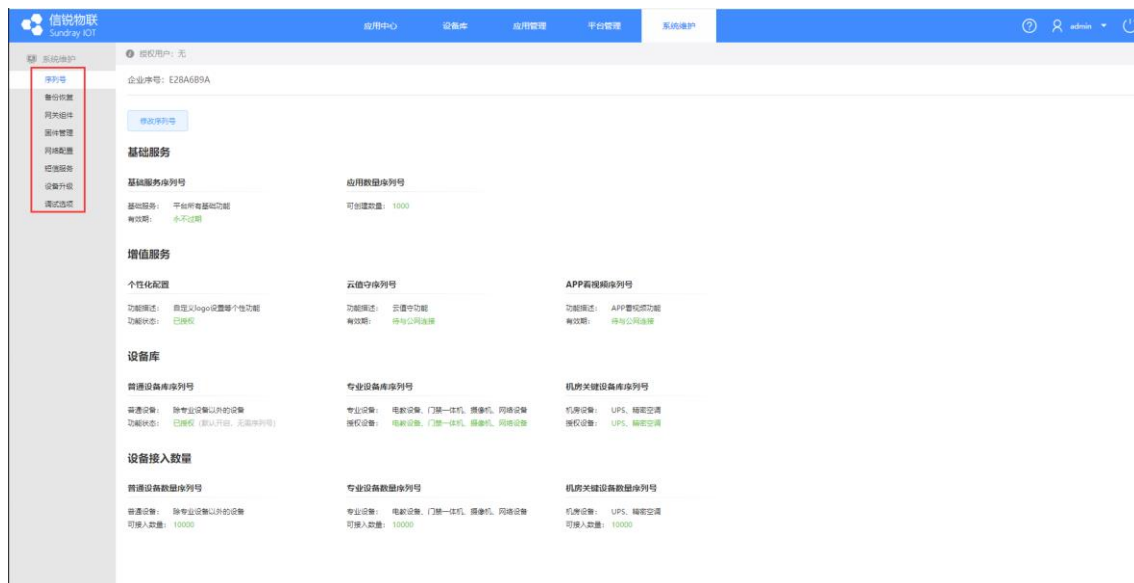 信锐物联
Sundray IOT
应用中心 设备库 应用管理 平台管理 系统维护
admin
系统维护
序列号
备份恢复
网关组件
固件管理
网络配置
短信服务
设备升级
调试选项
授权用户：无
企业序号：E28A6B9A
修改序列号
基础服务
基础服务序列号 应用数量序列号
基础服务： 平台所有基础功能 可创建数量： 1000
有效期： 永不过期
增值服务
个性化配置 云值守序列号 APP看视频序列号
功能描述： 自定义logo设置等个性功能 功能描述： 云值守功能 功能描述： APP看视频功能
功能状态： 已授权 有效期： 待与公网连接 有效期： 待与公网连接
设备库
普通设备库序列号 专业设备库序列号 机房关键设备库序列号
普通设备： 除专业设备以外的设备 专业设备： 电教设备、门禁一体机、摄像机、网络设备 机房设备： UPS、精密空调
功能状态： 已授权 (默认开启，无需序列号) 授权设备： 电教设备、门禁一体机、摄像机、网络设备 授权设备： UPS、精密空调
设备接入数量
普通设备数量序列号 专业设备数量序列号 机房关键设备数量序列号
普通设备： 除专业设备以外的设备 专业设备： 电教设备、门禁一体机、摄像机、网络设备 机房设备： UPS、精密空调
可接入数量： 10000 可接入数量： 10000 可接入数量： 10000